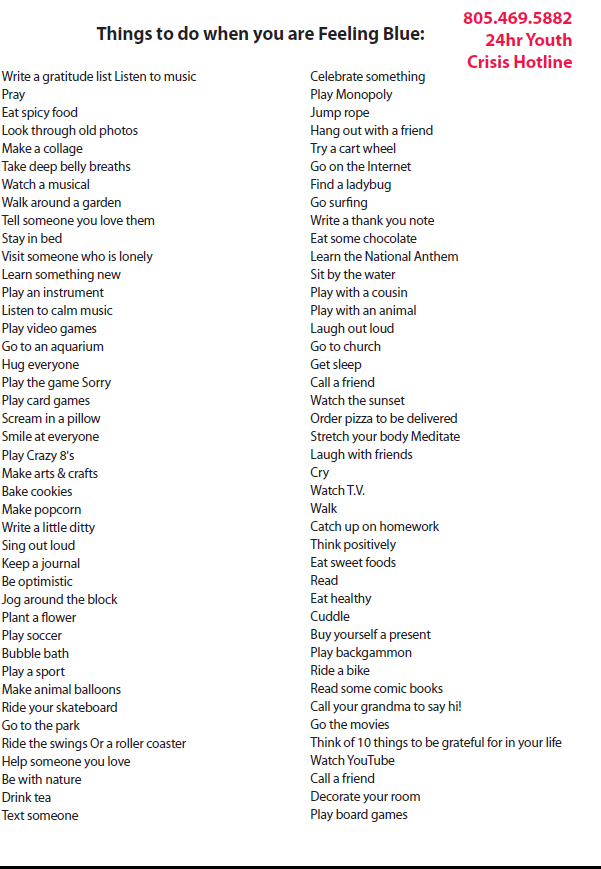 Things to do when you are Feeling Blue:
805.469.5882
24hr Youth
Crisis Hotline
Write a gratitude list Listen to music
Pray
Eat spicy food
Look through old photos
Make a collage
Take deep belly breaths
Watch a musical
Walk around a garden
Tell someone you love them
Stay in bed
Visit someone who is lonely
Learn something new
Play an instrument
Listen to calm music
Play video games
Go to an aquarium
Hug everyone
Play the game Sorry
Play card games
Scream in a pillow
Smile at everyone
Play Crazy 8's
Make arts & crafts
Bake cookies
Make popcorn
Write a little ditty
Sing out loud
Keep a journal
Be optimistic
Jog around the block
Plant a flower
Play soccer
Bubble bath
Play a sport
Make animal balloons
Ride your skateboard
Go to the park
Ride the swings Or a roller coaster
Help someone you love
Be with nature
Drink tea
Text someone
Celebrate something
Play Monopoly
Jump rope
Hang out with a friend
Try a cart wheel
Go on the Internet
Find a ladybug
Go surfing
Write a thank you note
Eat some chocolate
Learn the National Anthem
Sit by the water
Play with a cousin
Play with an animal
Laugh out loud
Go to church
Get sleep
Call a friend
Watch the sunset
Order pizza to be delivered
Stretch your body Meditate
Laugh with friends
Cry
Watch T.V.
Walk
Catch up on homework
Think positively
Eat sweet foods
Read
Eat healthy
Cuddle
Buy yourself a present
Play backgammon
Ride a bike
Read some comic books
Call your grandma to say hi!
Go the movies
Think of 10 things to be grateful for in your life
Watch YouTube
Call a friend
Decorate your room
Play board games